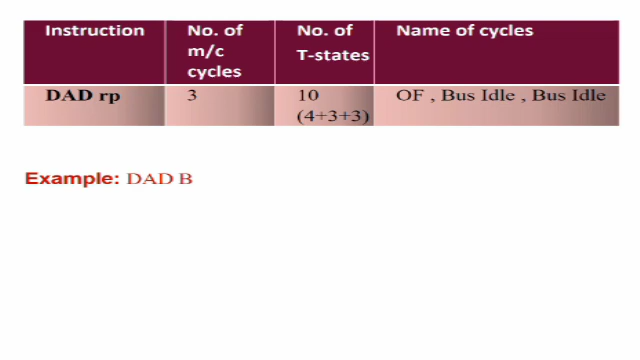 Instruction No. of No. of Name of cycles
m/c T-states
cycles
DAD rp 3 10 OF , Bus Idle , Bus Idle
(4+3+3)
Example: DAD B